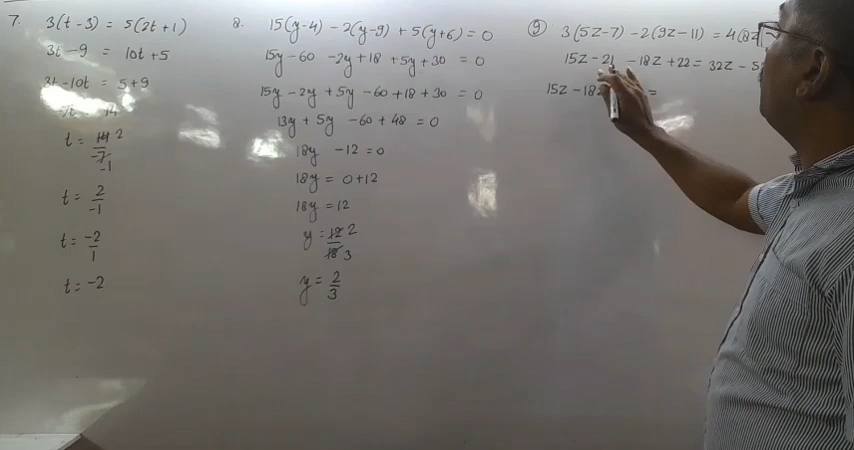 7. 3(t-3) = 5(2t+1)
3t-9 = 10t+5
3t-10t = 5+9
= 14
t = 14 2
-7
-1
t = 2
-1
t = -2
1
t = -2
8. 15(y-4) -2(y-9) +5(y+6) = 0
15y-60 -2y+18 +5y+30 = 0
15y-2y+5y-60+18+30 = 0
13y+5y -60+48 = 0
18y -12 = 0
18y = 0+12
18y = 12
y = 12 2
18 3
y = 2
3
9 3(5z-7) -2(9z-11) = 4(8z
15z-21 -18z+22 = 32z-5
15z-18z =